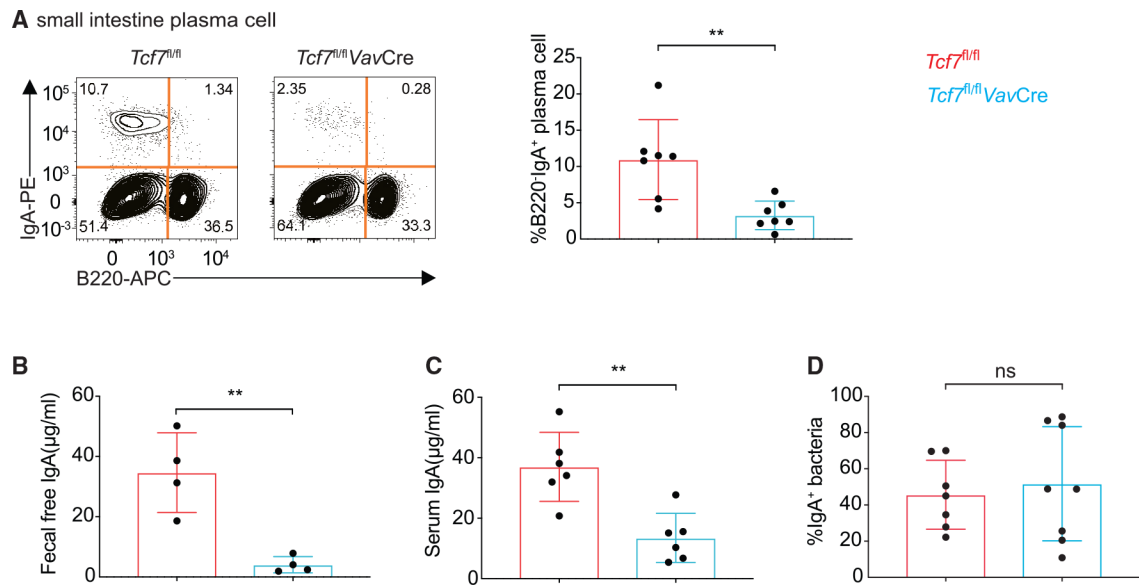 A small intestine plasma cell
Tcf7fl/fl
Tcf7fl/flVavCre
10.7 1.34
51.4 36.5
2.35 0.28
64.1 33.3
10⁵
10⁴
10³
0
-10⁻³
IgA-PE
0 10³ 10⁴
B220-APC
%B220⁻IgA⁺ plasma cell
25
20
15
10
5
0
**
Tcf7fl/fl
Tcf7fl/flVavCre
B
Fecal free IgA(μg/ml)
60
40
20
0
**
C
Serum IgA(μg/ml)
60
40
20
0
**
D
%IgA⁺ bacteria
100
80
60
40
20
0
ns